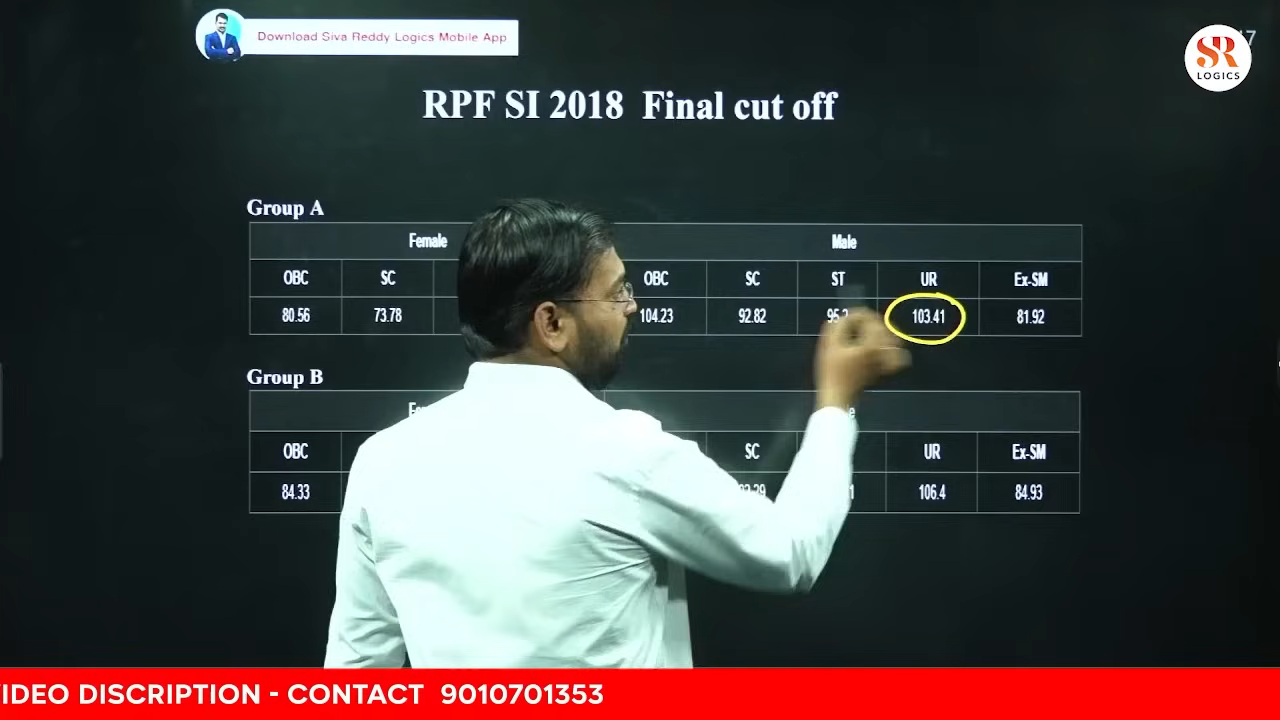 Download Siva Reddy Logics Mobile App
SR
LOGICS
RPF SI 2018 Final cut off
Group A
Female Male
OBC SC OBC SC ST UR Ex-SM
80.56 73.78 104.23 92.82 103.41 81.92
Group B
OBC SC UR Ex-SM
84.33 106.4 84.93
VIDEO DISCRIPTION - CONTACT 9010701353